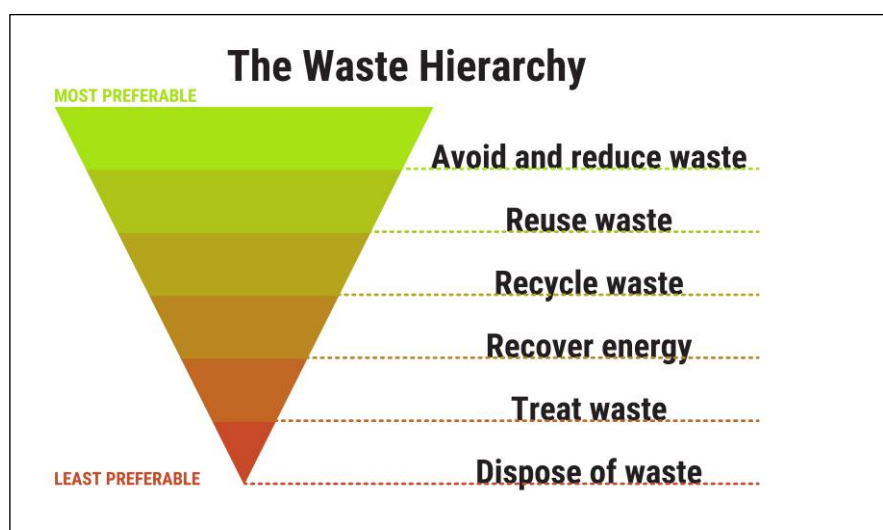 The Waste Hierarchy
MOST PREFERABLE
Avoid and reduce waste
Reuse waste
Recycle waste
Recover energy
Treat waste
Dispose of waste
LEAST PREFERABLE